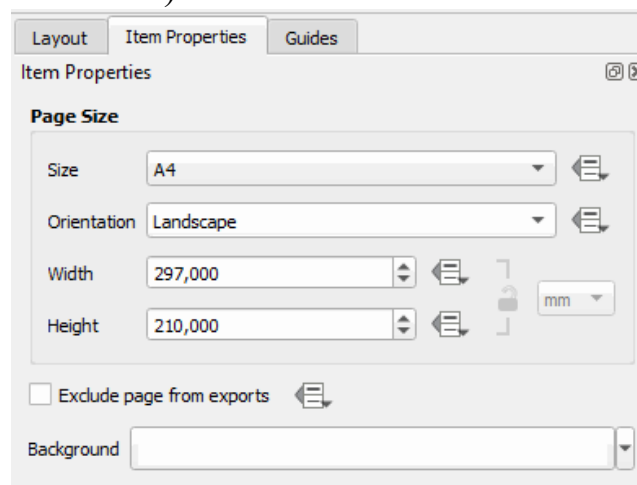 Layout Item Properties Guides
Item Properties
Page Size
Size A4
Orientation Landscape
Width 297,000
mm
Height 210,000
Exclude page from exports
Background